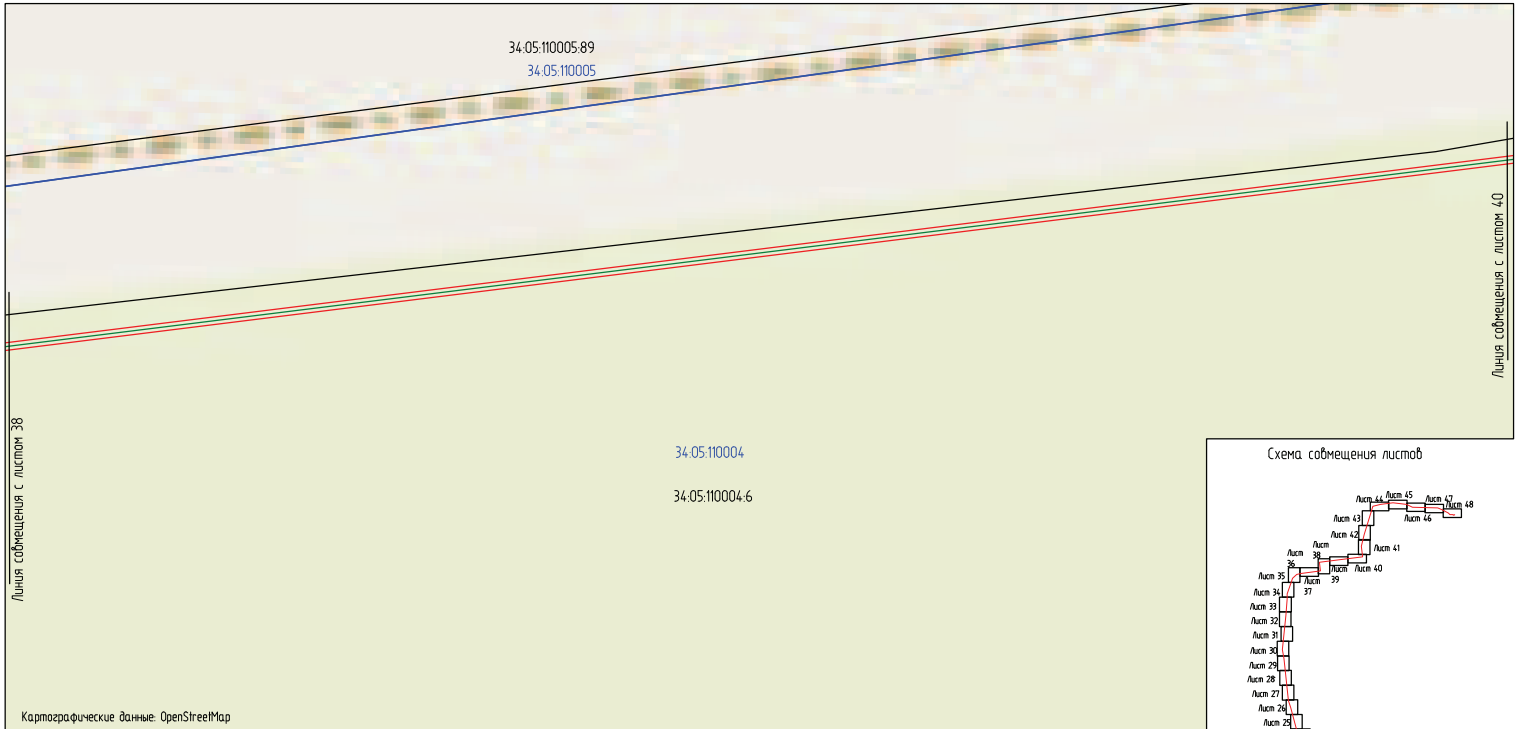 34:05:110005:89
34:05:110005
Линия совмещения с листом 40
Линия совмещения с листом 38
34:05:110004
34:05:110004:6
Схема совмещения листов
Лист 44
Лист 45
Лист 47
Лист 48
Лист 43
Лист 46
Лист 42
Лист 41
Лист
38
Лист
36
Лист 40
Лист
39
Лист 35
Лист
37
Лист 34
Лист 33
Лист 32
Лист 31
Лист 30
Лист 29
Лист 28
Лист 27
Лист 26
Лист 25
Картографические данные: OpenStreetMap